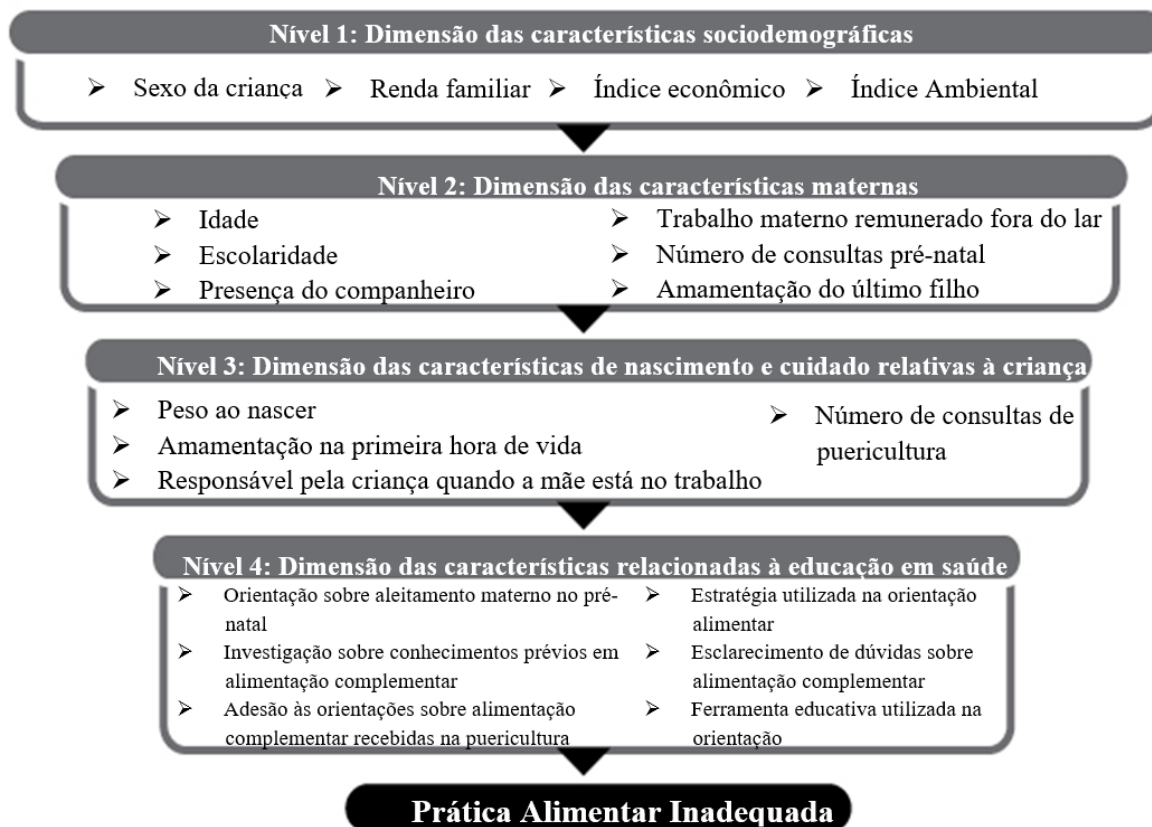 Nível 1: Dimensão das características sociodemográficas
➢ Sexo da criança ➢ Renda familiar ➢ Índice econômico ➢ Índice Ambiental
Nível 2: Dimensão das características maternas
➢ Idade
➢ Escolaridade
➢ Presença do companheiro
➢ Trabalho materno remunerado fora do lar
➢ Número de consultas pré-natal
➢ Amamentação do último filho
Nível 3: Dimensão das características de nascimento e cuidado relativas à criança
➢ Peso ao nascer
➢ Amamentação na primeira hora de vida
➢ Responsável pela criança quando a mãe está no trabalho
➢ Número de consultas de
puericultura
Nível 4: Dimensão das características relacionadas à educação em saúde
➢ Orientação sobre aleitamento materno no pré-
natal
➢ Investigação sobre conhecimentos prévios em
alimentação complementar
➢ Adesão às orientações sobre alimentação
complementar recebidas na puericultura
➢ Estratégia utilizada na orientação
alimentar
➢ Esclarecimento de dúvidas sobre
alimentação complementar
➢ Ferramenta educativa utilizada na
orientação
Prática Alimentar Inadequada